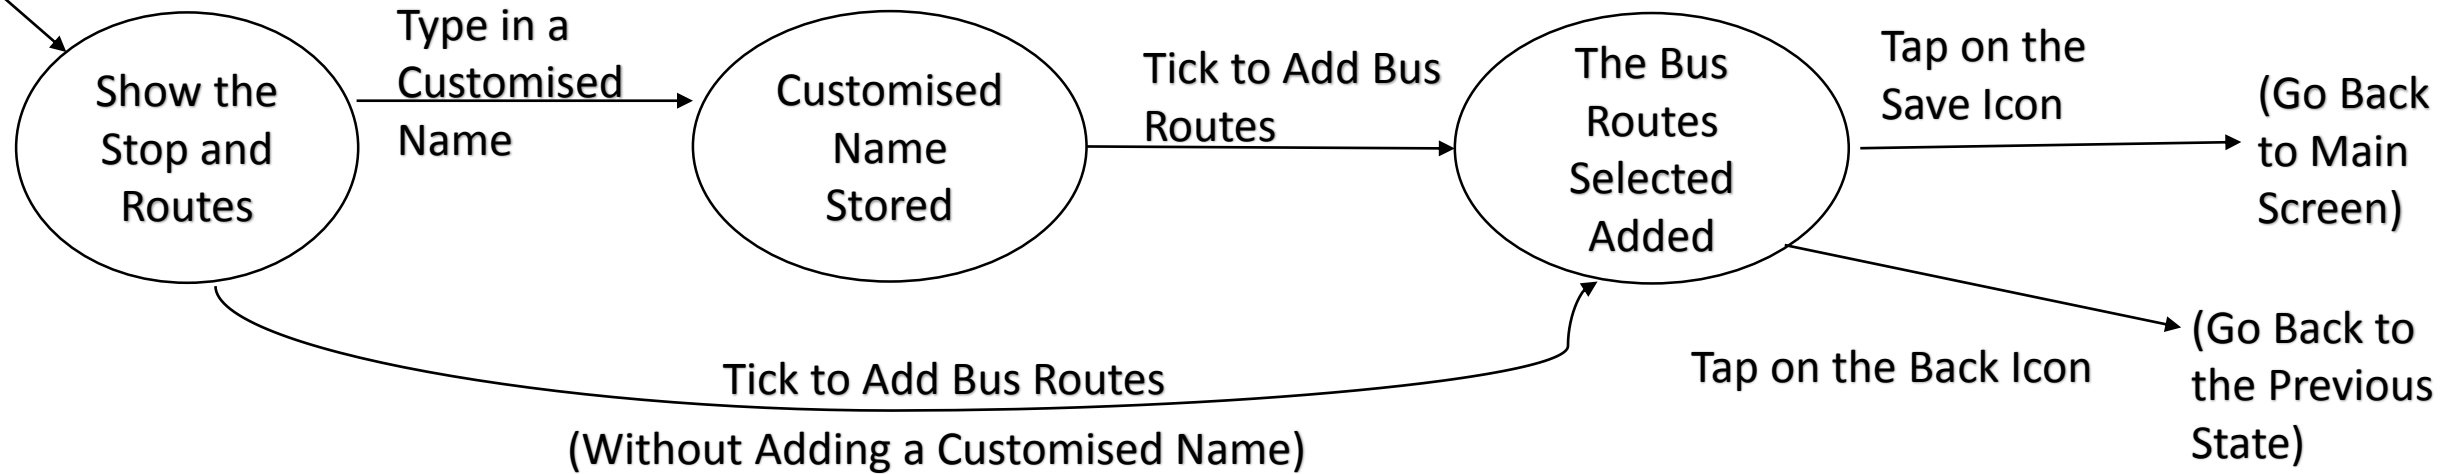 Show the
Stop and
Routes
Type in a
Customised
Name
Customised
Name
Stored
Tick to Add Bus
Routes
The Bus
Routes
Selected
Added
Tap on the
Save Icon
(Go Back
to Main
Screen)
Tick to Add Bus Routes
(Without Adding a Customised Name)
Tap on the Back Icon
(Go Back to
the Previous
State)